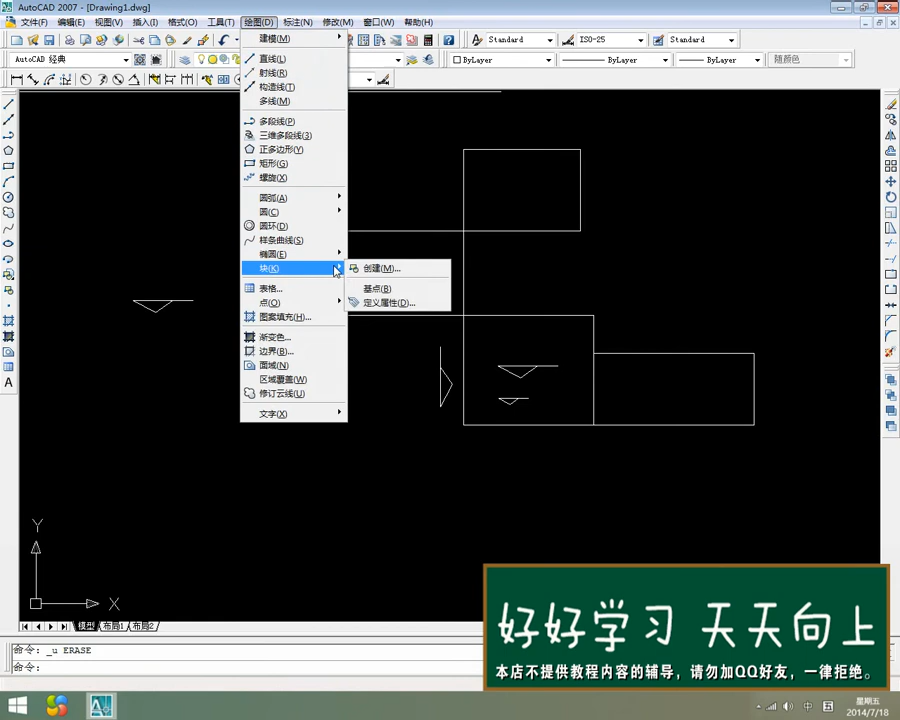 AutoCAD 2007 - [Drawing1.dwg]
文件(F) 编辑(E) 视图(V) 插入(I) 格式(O) 工具(T) 绘图(D) 标注(N) 修改(M) 窗口(W) 帮助(H)
Standard ISO-25 Standard
AutoCAD 经典 ByLayer ByLayer ByLayer 随颜色
建模(M)
直线(L)
射线(R)
构造线(T)
多线(M)
多段线(P)
三维多段线(3)
正多边形(Y)
矩形(G)
螺旋(X)
圆弧(A)
圆(C)
圆环(D)
样条曲线(S)
椭圆(E)
块(K)
创建(M)...
基点(B)
定义属性(D)...
表格...
点(O)
图案填充(H)...
渐变色...
边界(B)...
面域(N)
区域覆盖(W)
修订云线(U)
文字(X)
A
Y
X
模型 布局1 布局2
命令: _u ERASE
命令:
好好学习 天天向上
本店不提供教程内容的辅导，请勿加QQ好友，一律拒绝。
中
星期五
2014/7/18